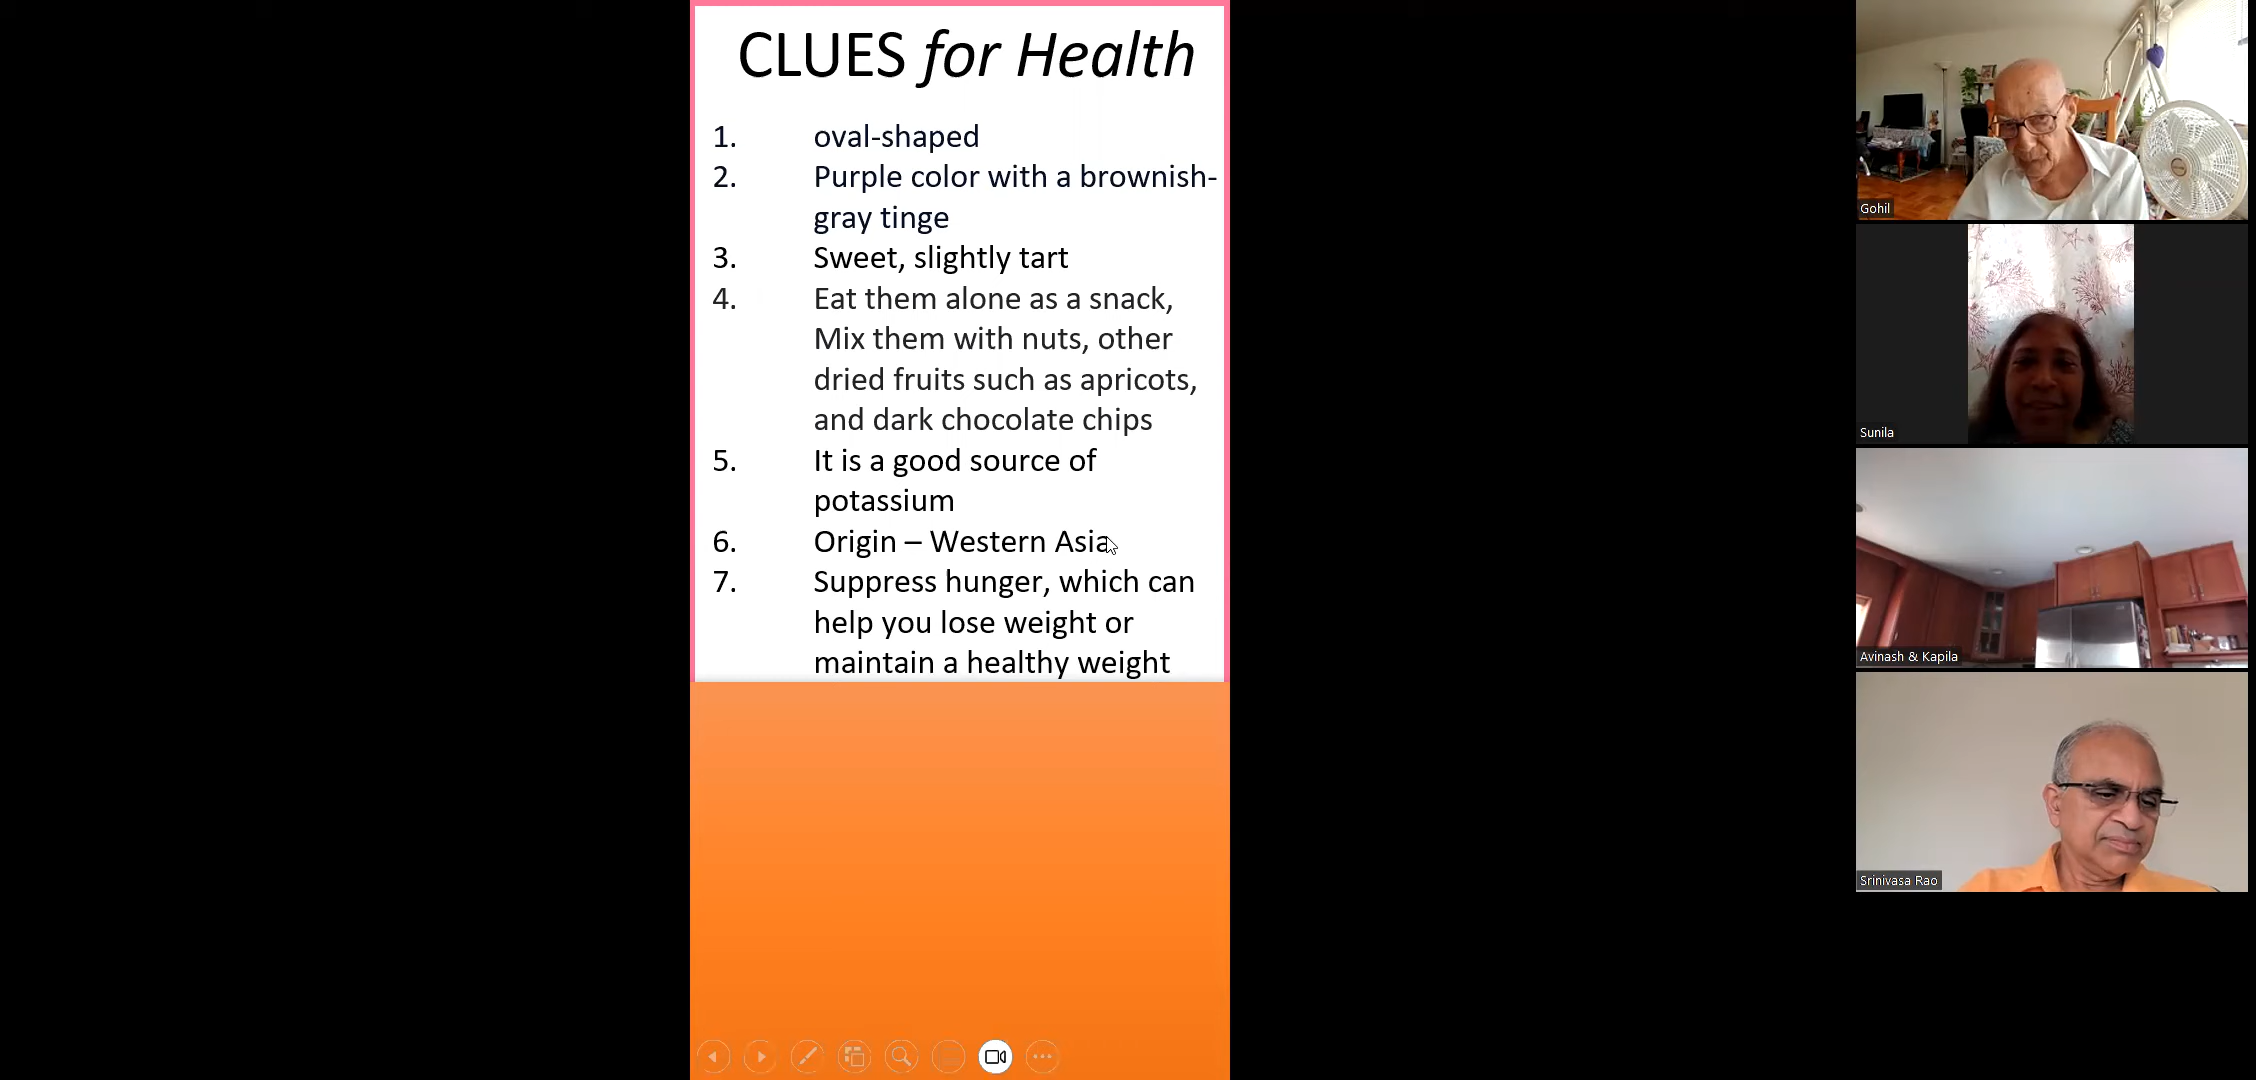 CLUES for Health
1. oval-shaped
2. Purple color with a brownish-
gray tinge
3. Sweet, slightly tart
4. Eat them alone as a snack,
Mix them with nuts, other
dried fruits such as apricots,
and dark chocolate chips
5. It is a good source of
potassium
6. Origin – Western Asia
7. Suppress hunger, which can
help you lose weight or
maintain a healthy weight
Gohil
Sunila
Avinash & Kapila
Srinivasa Rao